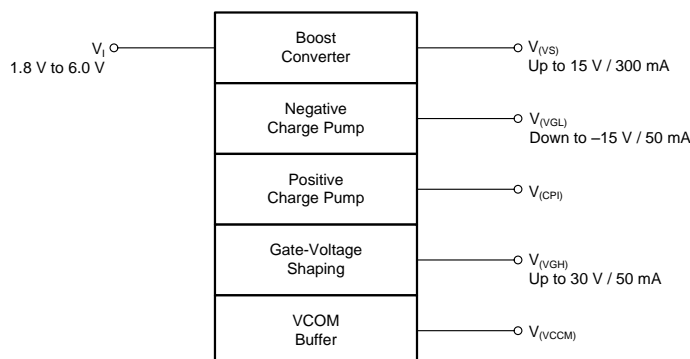 V_I
1.8 V to 6.0 V
Boost
Converter
V_(VS)
Up to 15 V / 300 mA
Negative
Charge Pump
V_(VGL)
Down to –15 V / 50 mA
Positive
Charge Pump
V_(CPI)
Gate-Voltage
Shaping
V_(VGH)
Up to 30 V / 50 mA
VCOM
Buffer
V_(VCCM)